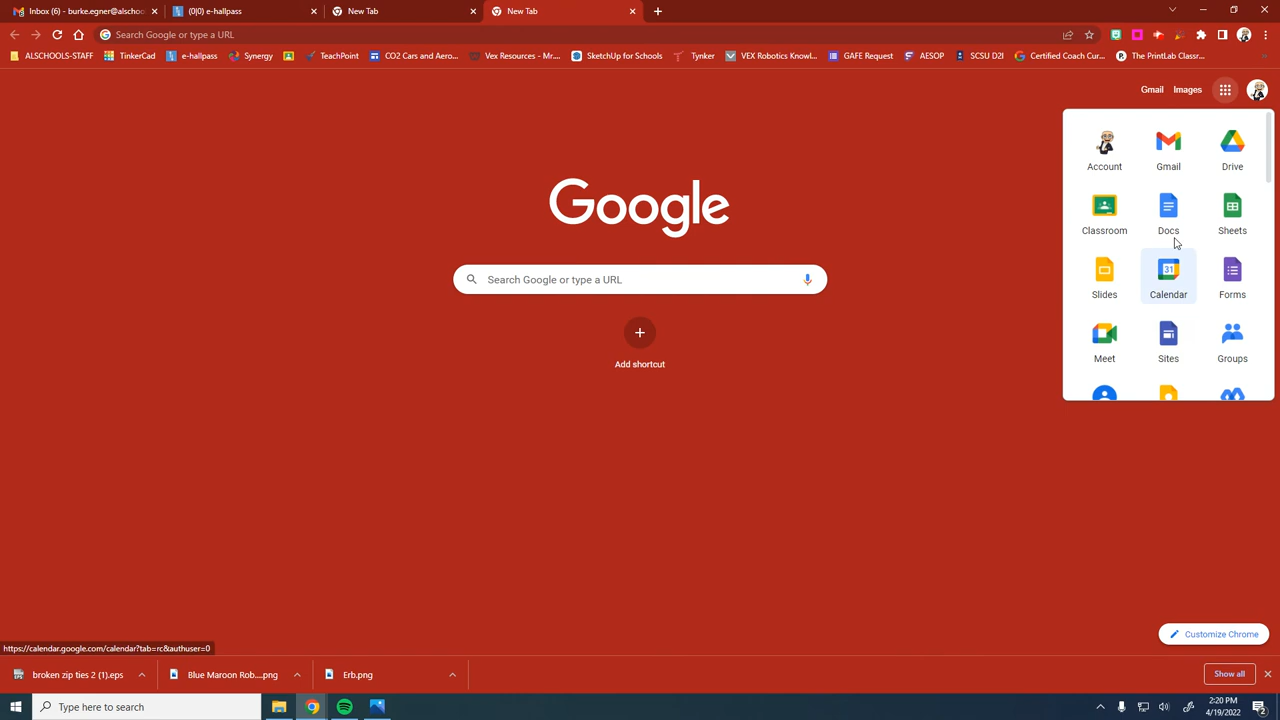 Inbox (6) - burke.egner@alschoo
(0|0) e-hallpass
New Tab
New Tab
Search Google or type a URL
ALSCHOOLS-STAFF
TinkerCad
e-hallpass
Synergy
TeachPoint
CO2 Cars and Aero...
Vex Resources - Mr....
SketchUp for Schools
Tynker
VEX Robotics Knowl...
GAFE Request
AESOP
SCSU D2l
Certified Coach Cur...
The PrintLab Classr...
Gmail
Images
Account
Gmail
Drive
Classroom
Docs
Sheets
Google
Search Google or type a URL
31
Slides
Calendar
Forms
Meet
Sites
Groups
Add shortcut
Customize Chrome
https://calendar.google.com/calendar?tab=rc&authuser=0
broken zip ties 2 (1).eps
Blue Maroon Rob....png
Erb.png
Show all
Type here to search
2:20 PM
4/19/2022
2